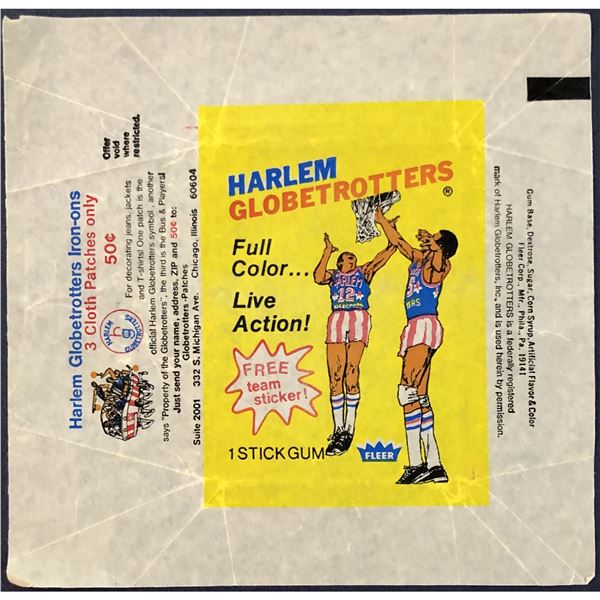 Harlem Globetrotters Iron-ons
3 Cloth Patches only
50¢
Offer
void
where
restricted.
For decorating jeans, jackets
and T-shirts! One patch is the
official Harlem Globetrotters symbol, another
says "Property of the Globetrotters", the third is the Bus & Players!
Just send your name, address, ZIP and 50¢ to:
Globetrotters-Patches
Suite 2001 332 S. Michigan Ave. Chicago, Illinois 60604
HARLEM
GLOBETROTTERS®
Full
Color...
Live
Action!
FREE
team
sticker!
1 STICK GUM
FLEER
HARLEM
12
Gum Base, Dextrose, Sugar, Corn Syrup, Artificial Flavor & Color
Fleer Corp., Mfr., Phila., Pa. 19141
HARLEM GLOBETROTTERS is a federally registered
mark of Harlem Globetrotters, Inc., and is used herein by permission.